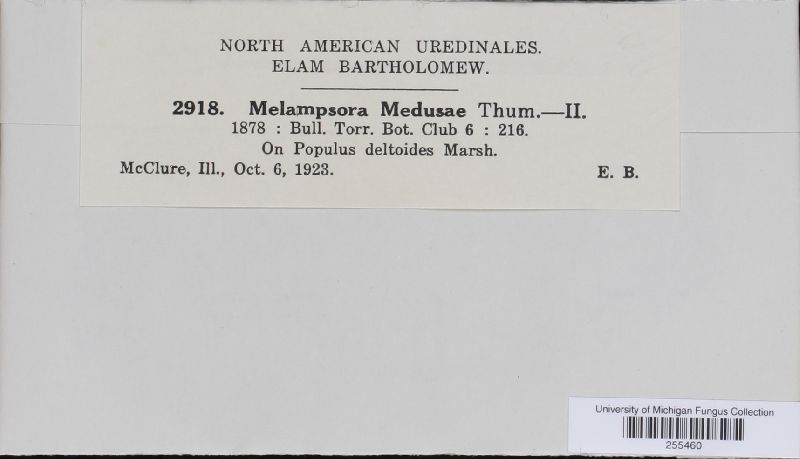 NORTH AMERICAN UREDINALES.
ELAM BARTHOLOMEW.
2918. Melampsora Medusae Thum.—II.
1878 : Bull. Torr. Bot. Club 6 : 216.
On Populus deltoides Marsh.
McClure, Ill., Oct. 6, 1923. E. B.
University of Michigan Fungus Collection
255460